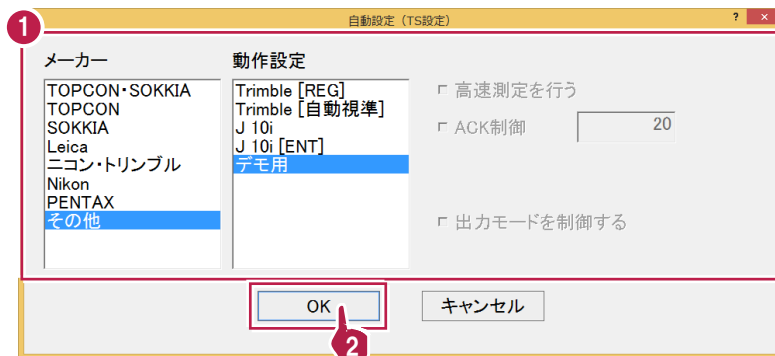 1
自動設定（TS設定）
? ×
メーカー
TOPCON・SOKKIA
TOPCON
SOKKIA
Leica
ニコン・トリンブル
Nikon
PENTAX
その他
動作設定
Trimble [REG]
Trimble [自動視準]
J 10i
J 10i [ENT]
デモ用
高速測定を行う
ACK制御 20
出力モードを制御する
OK
キャンセル
2